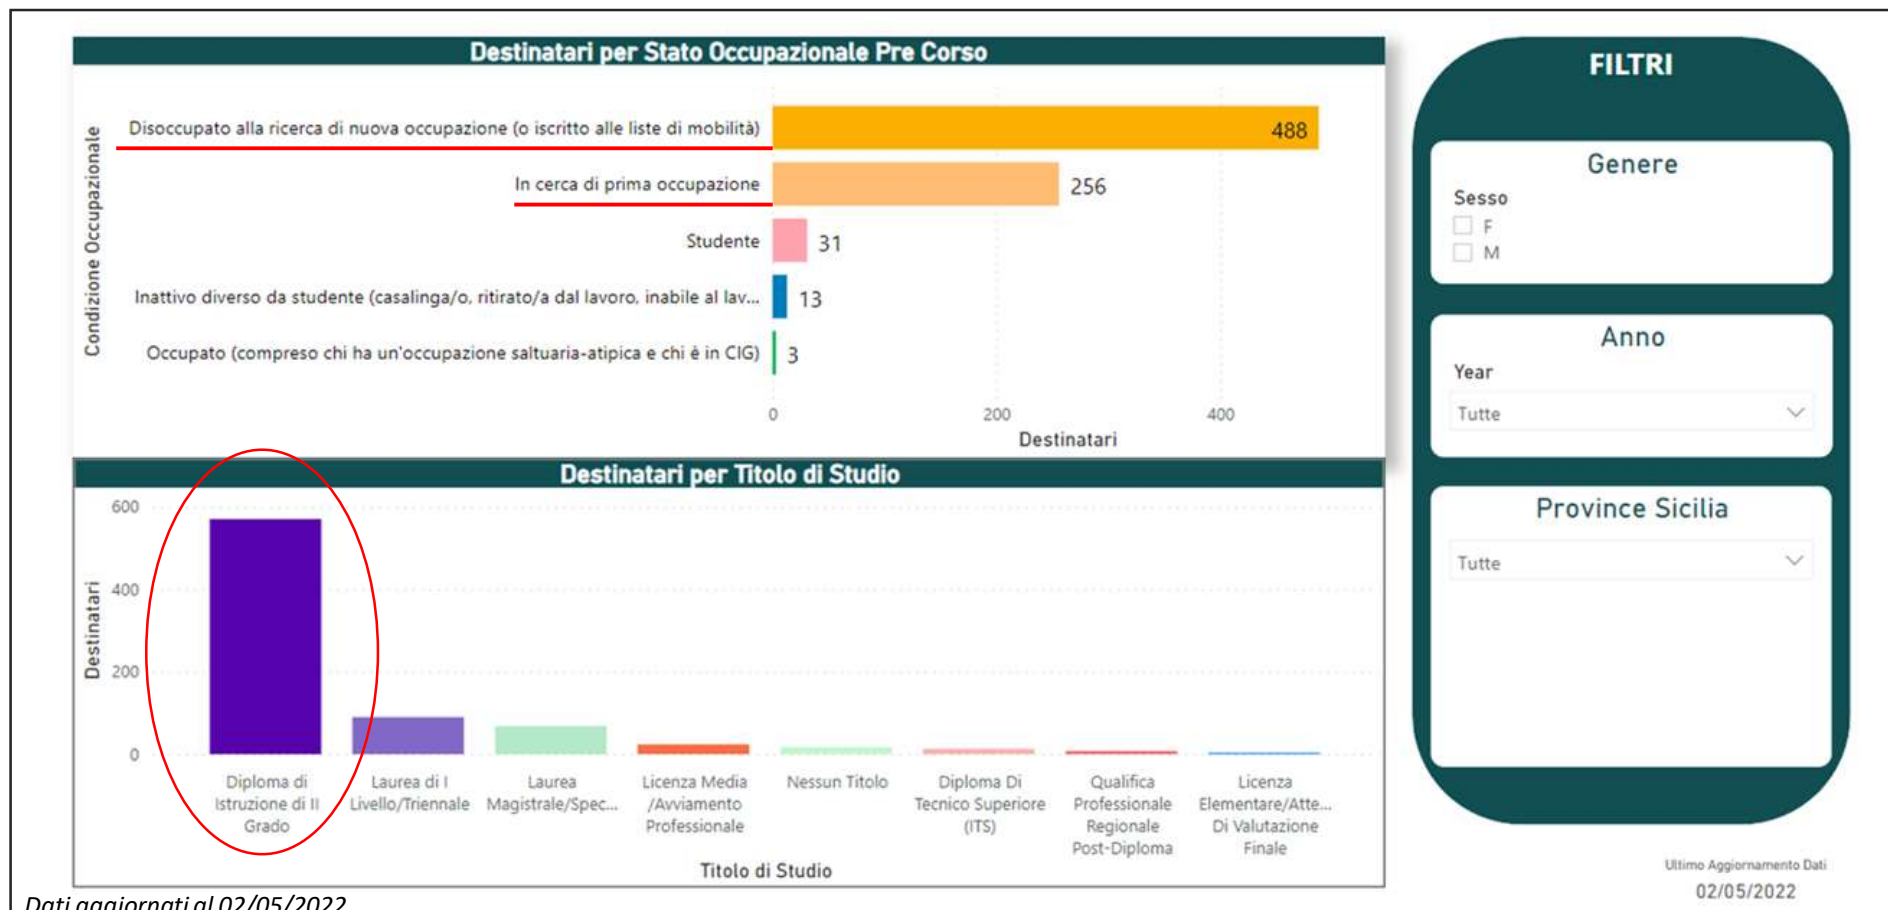 Destinatari per Stato Occupazionale Pre Corso
Condizione Occupazionale
Disoccupato alla ricerca di nuova occupazione (o iscritto alle liste di mobilità)
488
In cerca di prima occupazione
256
Studente
31
Inattivo diverso da studente (casalinga/o, ritirato/a dal lavoro, inabile al lav...
13
Occupato (compreso chi ha un'occupazione saltuaria-atipica e chi è in CIG)
3
0
200
400
Destinatari
Destinatari per Titolo di Studio
Destinatari
600
400
200
0
Diploma di
Istruzione di II
Grado
Laurea di I
Livello/Triennale
Laurea
Magistrale/Spec...
Licenza Media
/Avviamento
Professionale
Nessun Titolo
Diploma Di
Tecnico Superiore
(ITS)
Qualifica
Professionale
Regionale
Post-Diploma
Licenza
Elementare/Atte...
Di Valutazione
Finale
Titolo di Studio
FILTRI
Genere
Sesso
F
M
Anno
Year
Tutte
Province Sicilia
Tutte
Ultimo Aggiornamento Dati
02/05/2022
Dati aggiornati al 02/05/2022